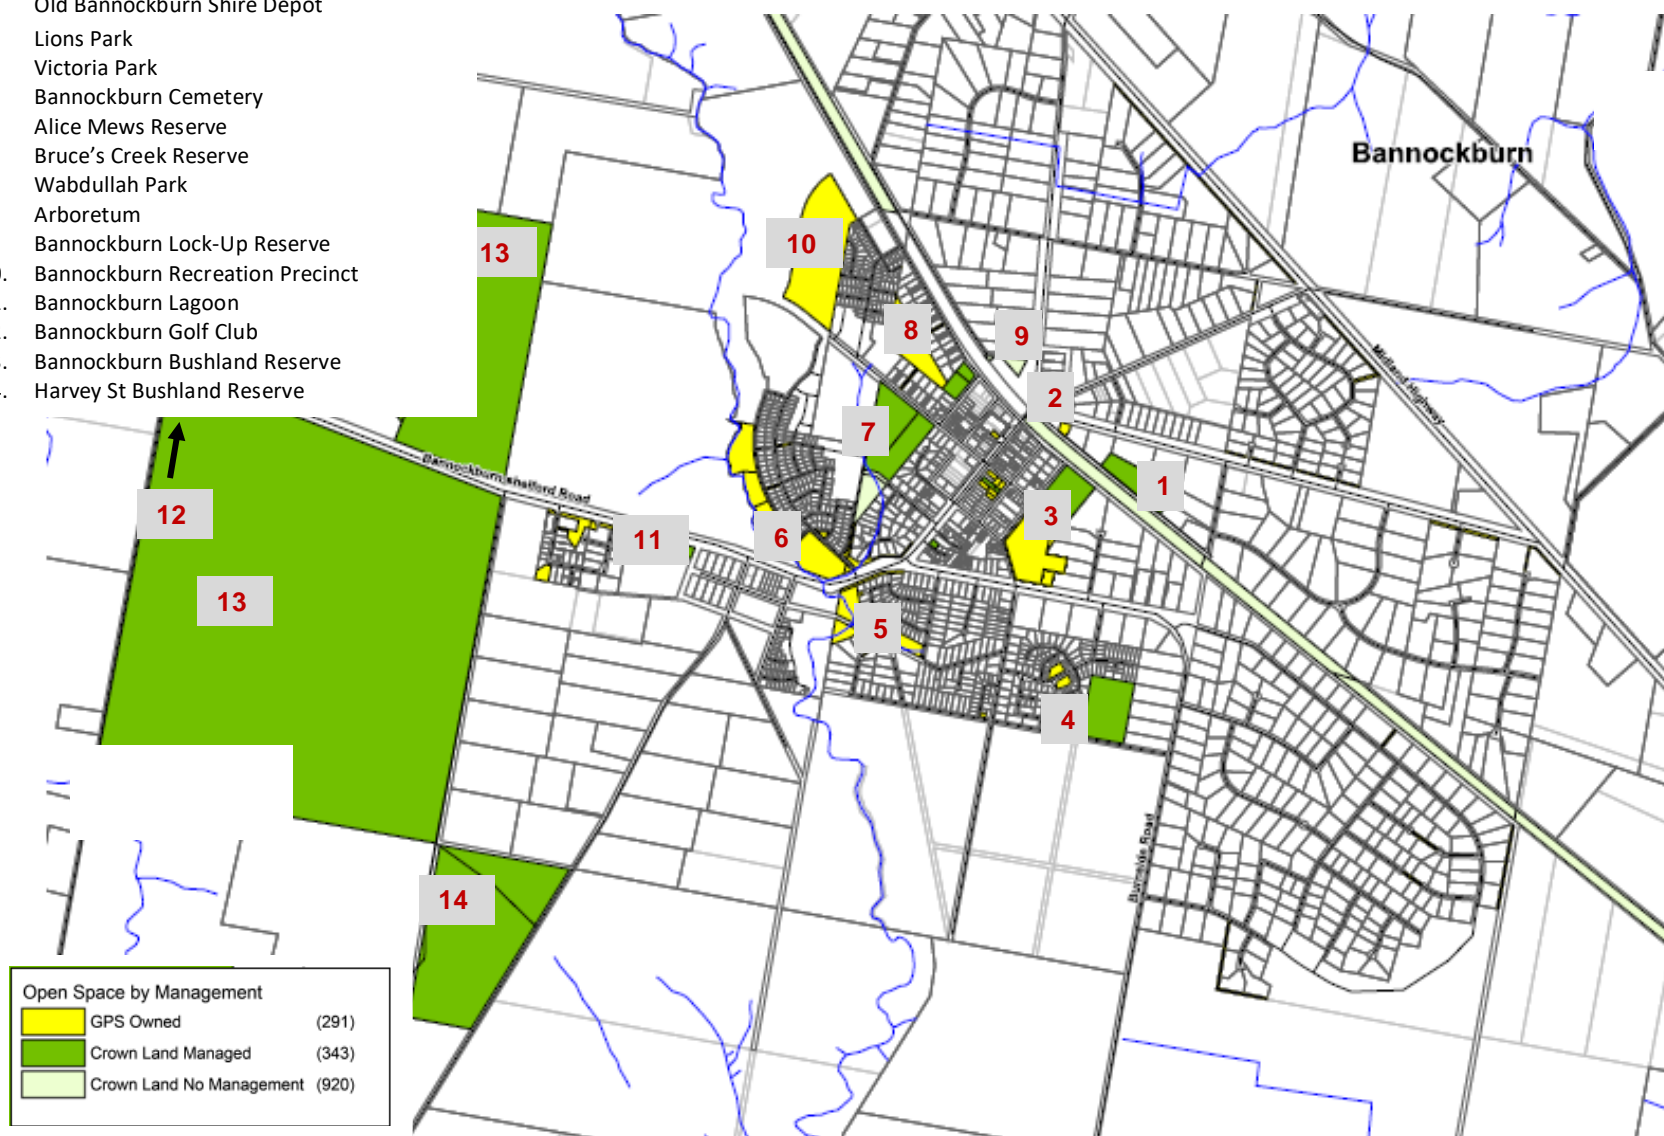 Old Bannockburn Shire Depot
Lions Park
Victoria Park
Bannockburn Cemetery
Alice Mews Reserve
Bruce's Creek Reserve
Wabdullah Park
Arboretum
Bannockburn Lock-Up Reserve
. Bannockburn Recreation Precinct
. Bannockburn Lagoon
. Bannockburn Golf Club
. Bannockburn Bushland Reserve
. Harvey St Bushland Reserve
Bannockburn
13
10
8
9
2
Midland Highway
7
Bannockburn Shelford Road
1
12
11
6
3
13
5
4
Burnside Road
14
Open Space by Management
GPS Owned (291)
Crown Land Managed (343)
Crown Land No Management (920)